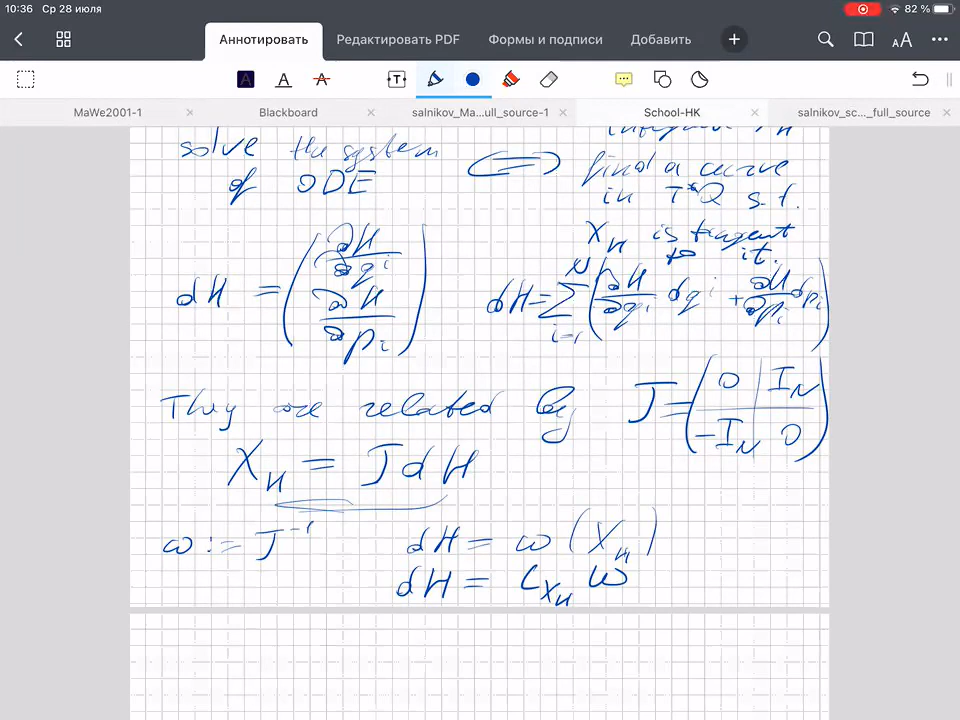 10:36 Ср 28 июля 82 %
Аннотировать Редактировать PDF Формы и подписи Добавить
MaWe2001-1 Blackboard salnikov_Ma...ull_source-1 School-HK salnikov_sc..._full_source
solve the system
of ODE
⟺ find a curve
in T*Q s.t.
X_H is tangent
to it.
dH = (∂H/∂q^i ∂H/∂p_i)
dH = ∑_{i=1}^{N} (∂H/∂q^i dq^i + ∂H/∂p_i dp_i)
They are related by J = (0 | I_N / -I_N | 0)
X_H = J dH
ω := J^{-1} dH = ω(X_H)
dH = ι_{X_H} ω